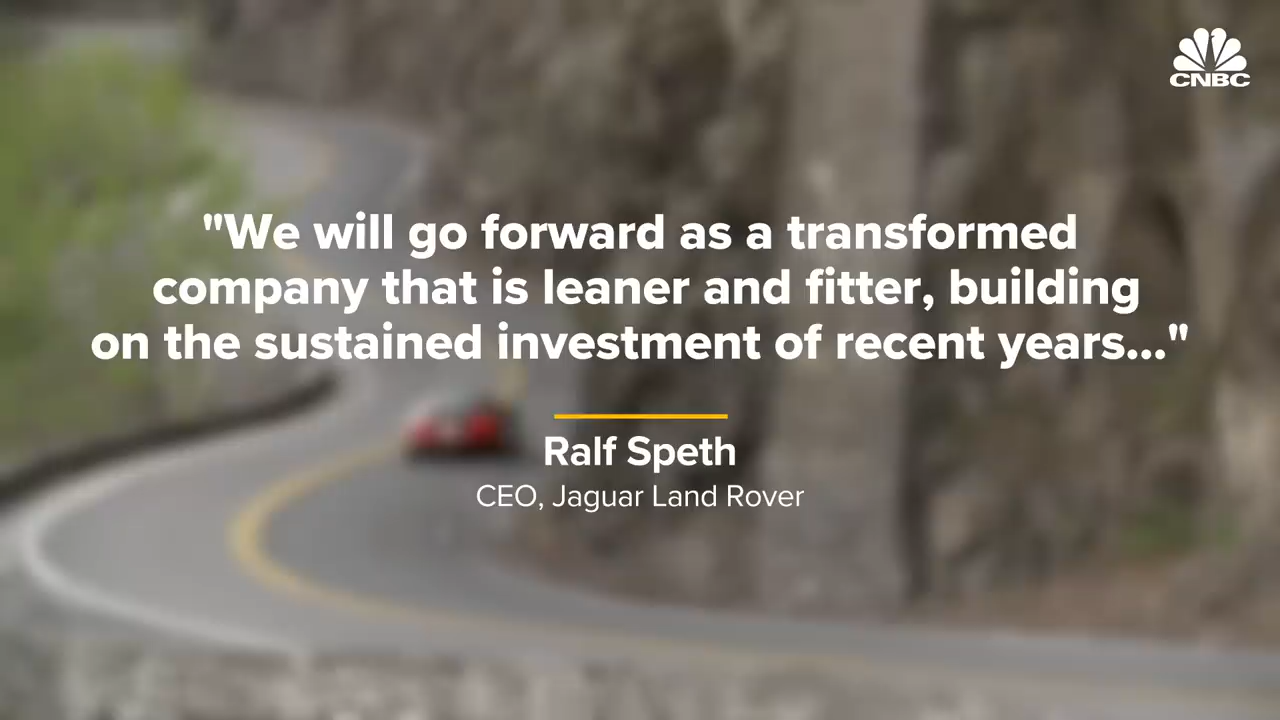 CNBC
"We will go forward as a transformed
company that is leaner and fitter, building
on the sustained investment of recent years..."
Ralf Speth
CEO, Jaguar Land Rover